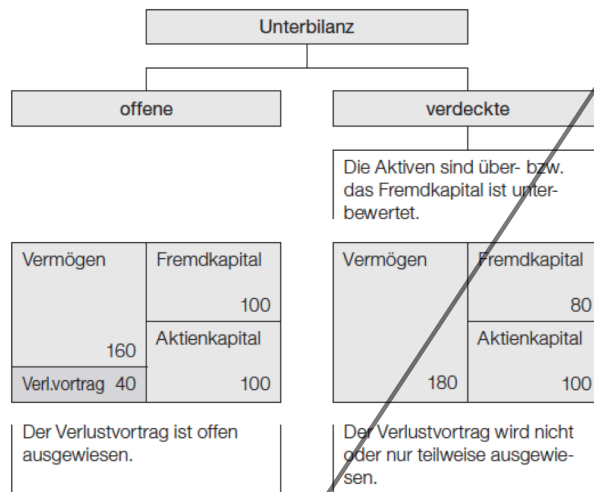 Unterbilanz
offene
verdeckte
Die Aktiven sind über- bzw.
das Fremdkapital ist unter-
bewertet.
Vermögen
Fremdkapital
100
160
Aktienkapital
Verl.vortrag 40
100
Vermögen
Fremdkapital
80
Aktienkapital
180
100
Der Verlustvortrag ist offen
ausgewiesen.
Der Verlustvortrag wird nicht
oder nur teilweise ausgewie-
sen.